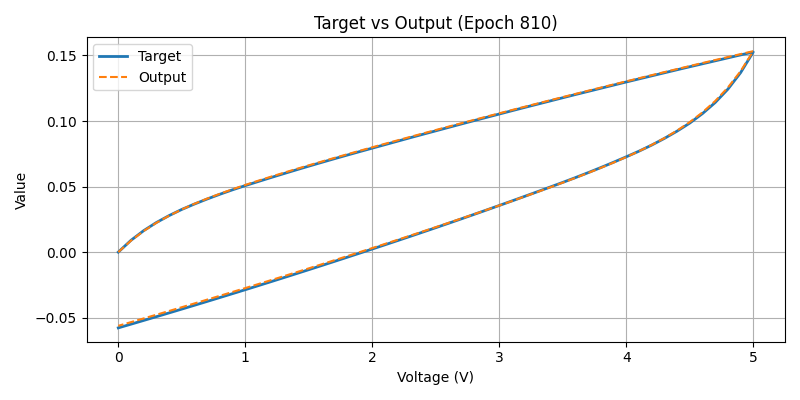 Target vs Output (Epoch 810)
Target
Output
0.15
0.10
0.05
0.00
−0.05
Value
0 1 2 3 4 5
Voltage (V)